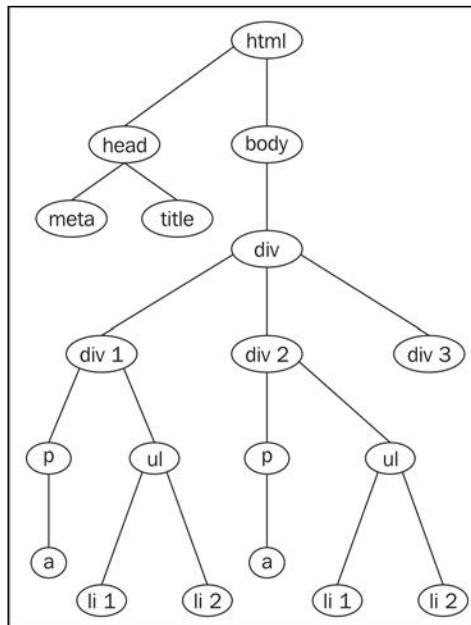 html
head body
meta title
div
div 1 div 2 div 3
p ul p ul
a a
li 1 li 2 li 1 li 2